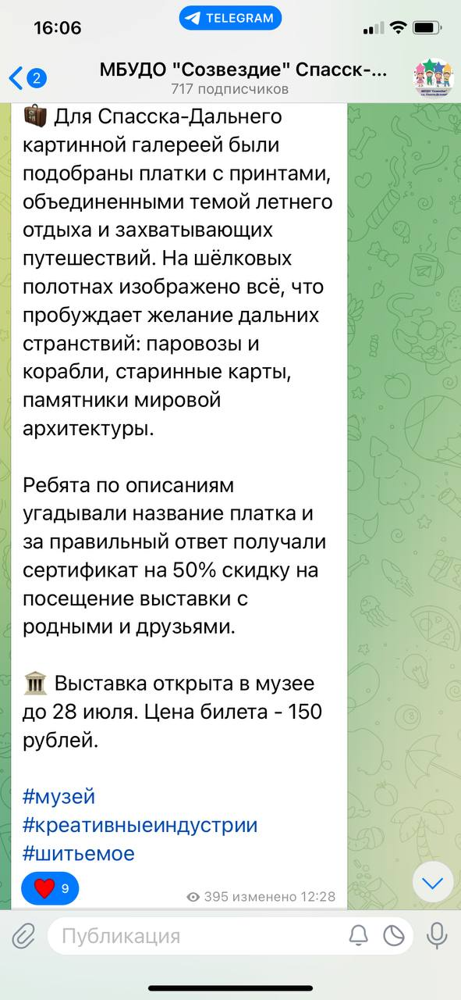 16:06
TELEGRAM
2
МБУДО "Созвездие" Спасск-...
717 подписчиков
Для Спасска-Дальнего
картинной галереей были
подобраны платки с принтами,
объединенными темой летнего
отдыха и захватывающих
путешествий. На шёлковых
полотнах изображено всё, что
пробуждает желание дальних
странствий: паровозы и
корабли, старинные карты,
памятники мировой
архитектуры.
Ребята по описаниям
угадывали название платка и
за правильный ответ получали
сертификат на 50% скидку на
посещение выставки с
родными и друзьями.
Выставка открыта в музее
до 28 июля. Цена билета - 150
рублей.
#музей
#креативныеиндустрии
#шитьемое
9
395 изменено 12:28
Публикация